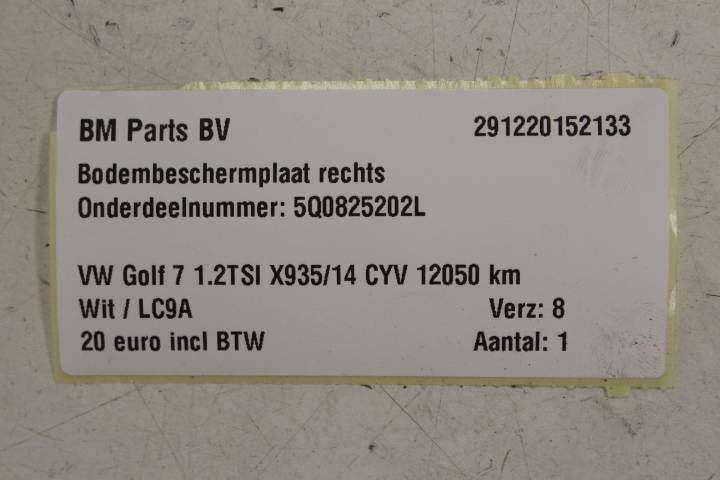 BM Parts BV 291220152133
Bodembeschermplaat rechts
Onderdeelnummer: 5Q0825202L
VW Golf 7 1.2TSI X935/14 CYV 12050 km
Wit / LC9A Verz: 8
20 euro incl BTW Aantal: 1